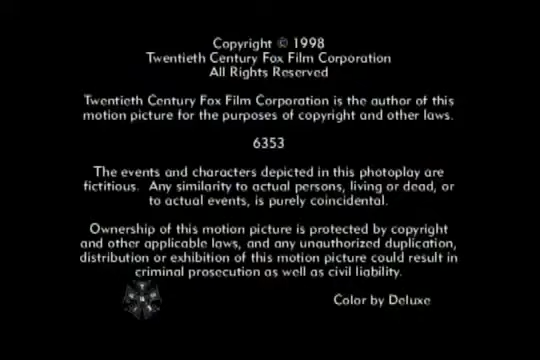 Copyright © 1998
Twentieth Century Fox Film Corporation
All Rights Reserved
Twentieth Century Fox Film Corporation is the author of this
motion picture for the purposes of copyright and other laws.
6353
The events and characters depicted in this photoplay are
fictitious. Any similarity to actual persons, living or dead, or
to actual events, is purely coincidental.
Ownership of this motion picture is protected by copyright
and other applicable laws, and any unauthorized duplication,
distribution or exhibition of this motion picture could result in
criminal prosecution as well as civil liability.
Color by Deluxe